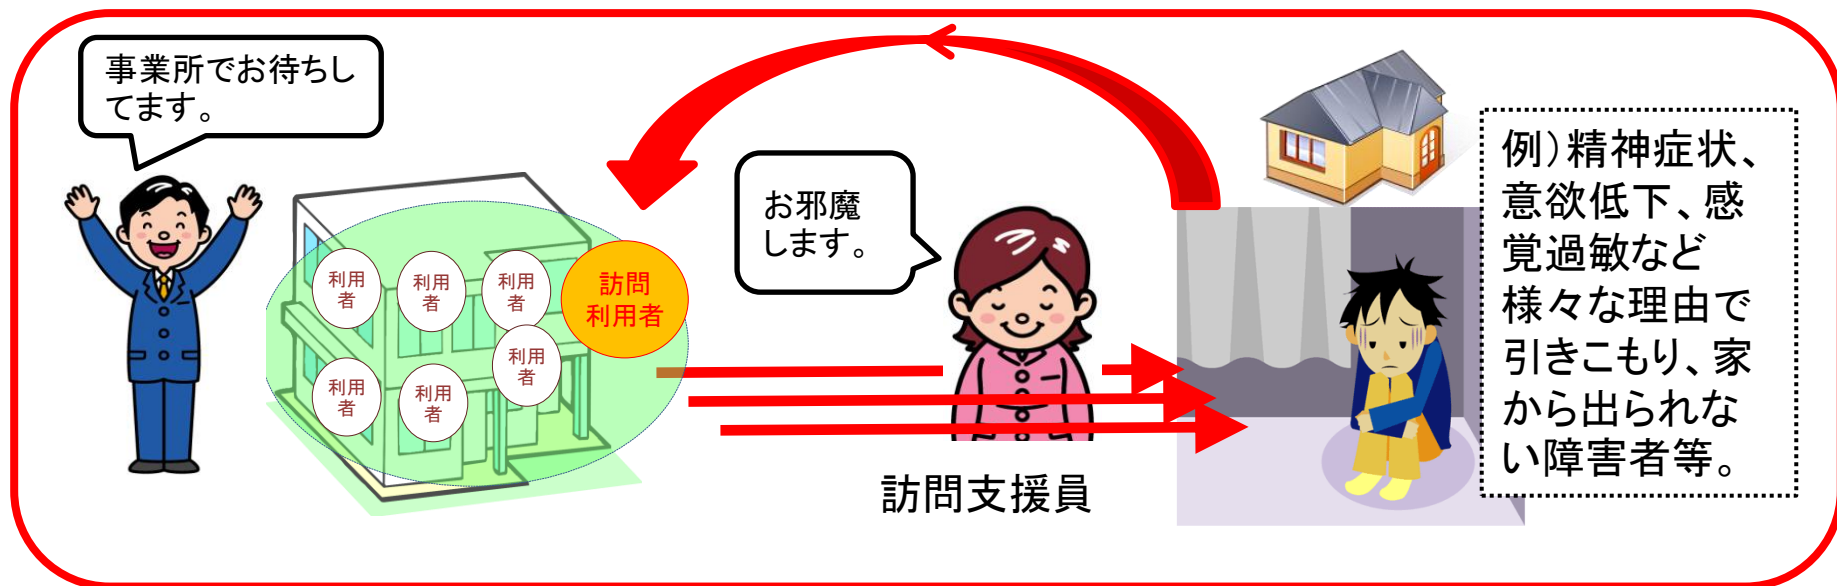 事業所でお待ちし
てます。
利用
者
利用
者
利用
者
訪問
利用者
利用
者
利用
者
利用
者
お邪魔
します。
訪問支援員
例)精神症状、
意欲低下、感
覚過敏など
様々な理由で
引きこもり、家
から出られな
い障害者等。